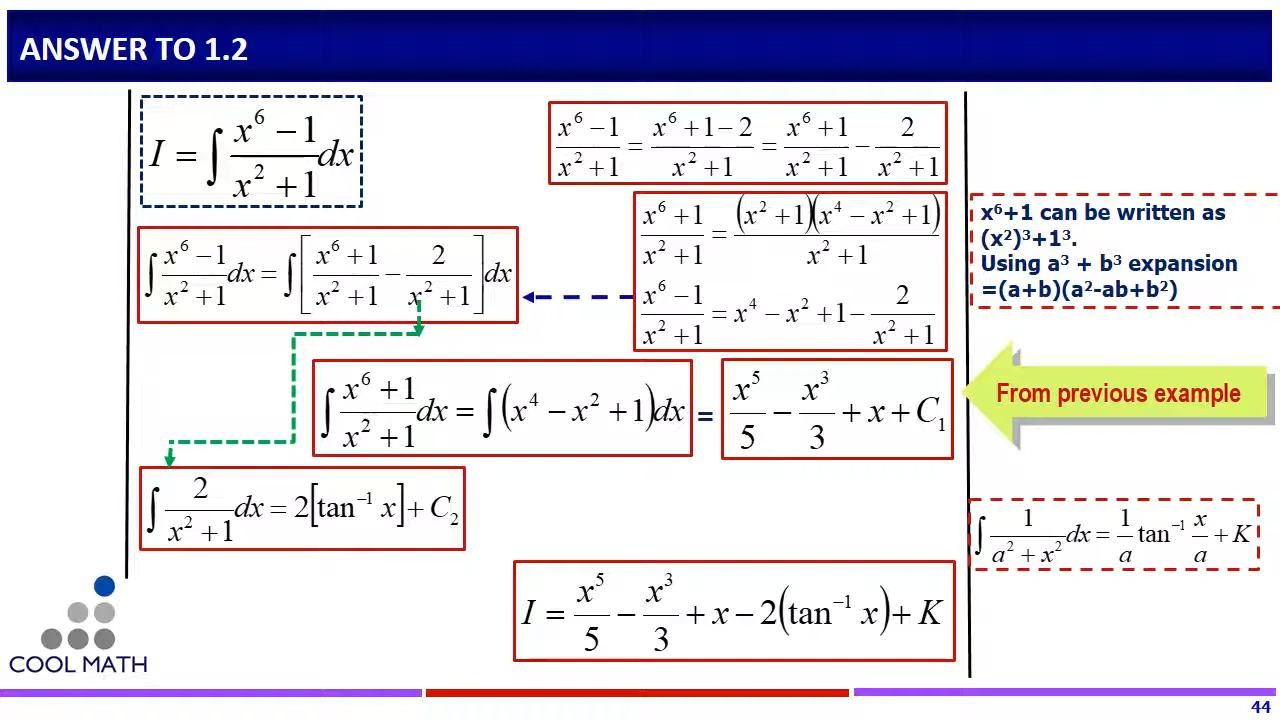 ANSWER TO 1.2
I = ∫ (x⁶ − 1)/(x² + 1) dx
(x⁶ − 1)/(x² + 1) = (x⁶ + 1 − 2)/(x² + 1) = (x⁶ + 1)/(x² + 1) − 2/(x² + 1)
(x⁶ + 1)/(x² + 1) = (x² + 1)(x⁴ − x² + 1)/(x² + 1)
(x⁶ − 1)/(x² + 1) = x⁴ − x² + 1 − 2/(x² + 1)
x⁶+1 can be written as
(x²)³+1³.
Using a³ + b³ expansion
=(a+b)(a²-ab+b²)
∫ (x⁶ − 1)/(x² + 1) dx = ∫ [(x⁶ + 1)/(x² + 1) − 2/(x² + 1)] dx
∫ (x⁶ + 1)/(x² + 1) dx = ∫ (x⁴ − x² + 1)dx = x⁵/5 − x³/3 + x + C₁
From previous example
∫ 2/(x² + 1) dx = 2[tan⁻¹ x] + C₂
∫ 1/(a² + x²) dx = 1/a tan⁻¹ x/a + K
I = x⁵/5 − x³/3 + x − 2(tan⁻¹ x) + K
COOL MATH
44